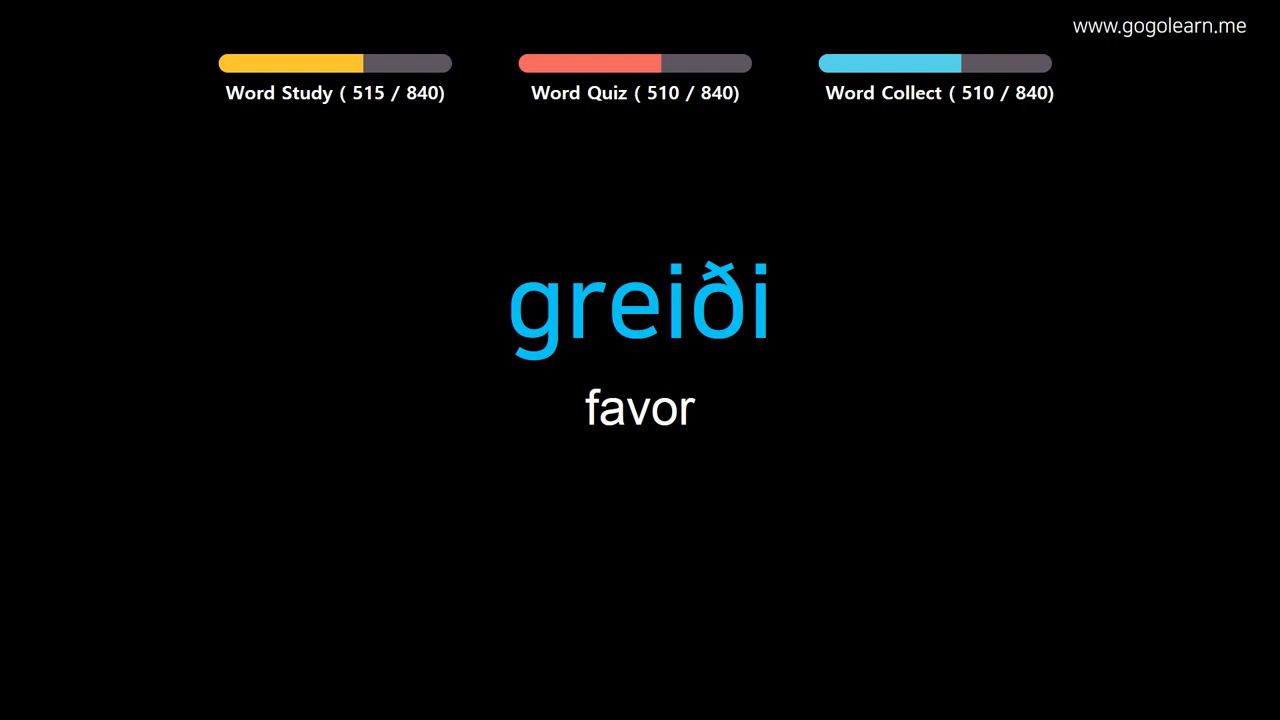 www.gogolearn.me
Word Study ( 515 / 840)
Word Quiz ( 510 / 840)
Word Collect ( 510 / 840)
greiði
favor